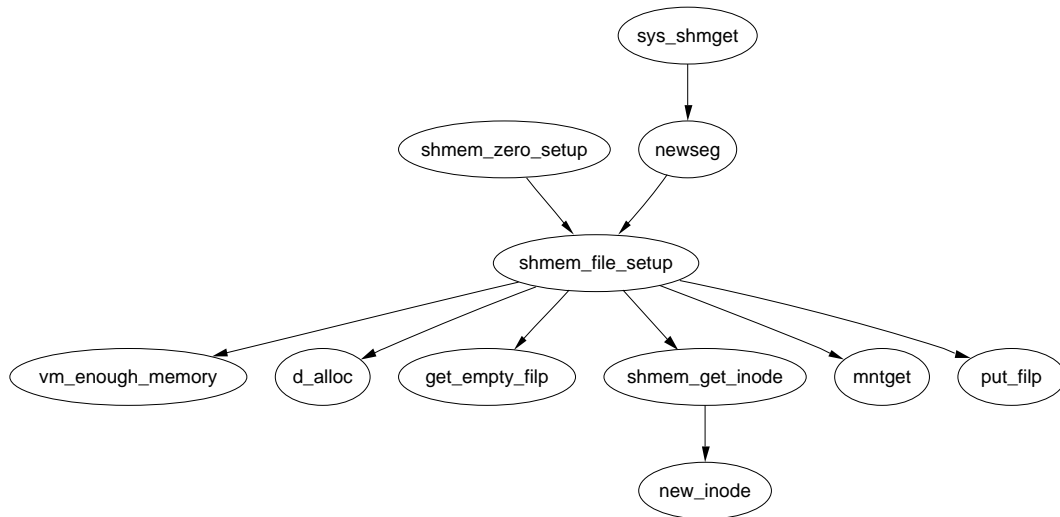 sys_shmget
shmem_zero_setup
newseg
shmem_file_setup
vm_enough_memory
d_alloc
get_empty_filp
shmem_get_inode
mntget
put_filp
new_inode